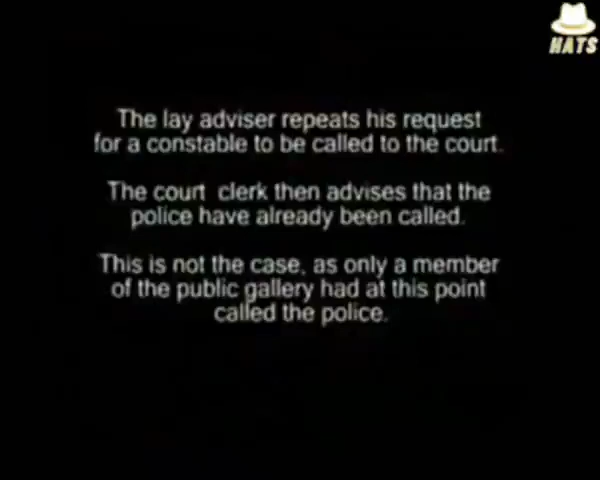 HATS
The lay adviser repeats his request
for a constable to be called to the court.
The court clerk then advises that the
police have already been called.
This is not the case, as only a member
of the public gallery had at this point
called the police.